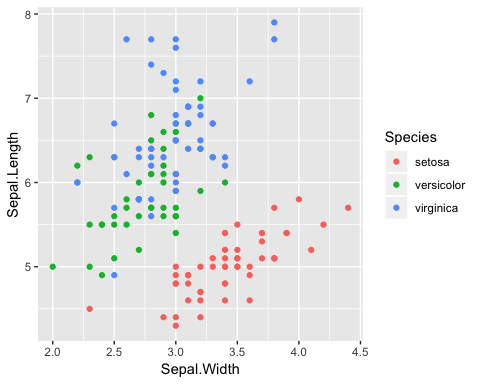 8
7
6
5
Sepal.Length
2.0 2.5 3.0 3.5 4.0 4.5
Sepal.Width
Species
setosa
versicolor
virginica